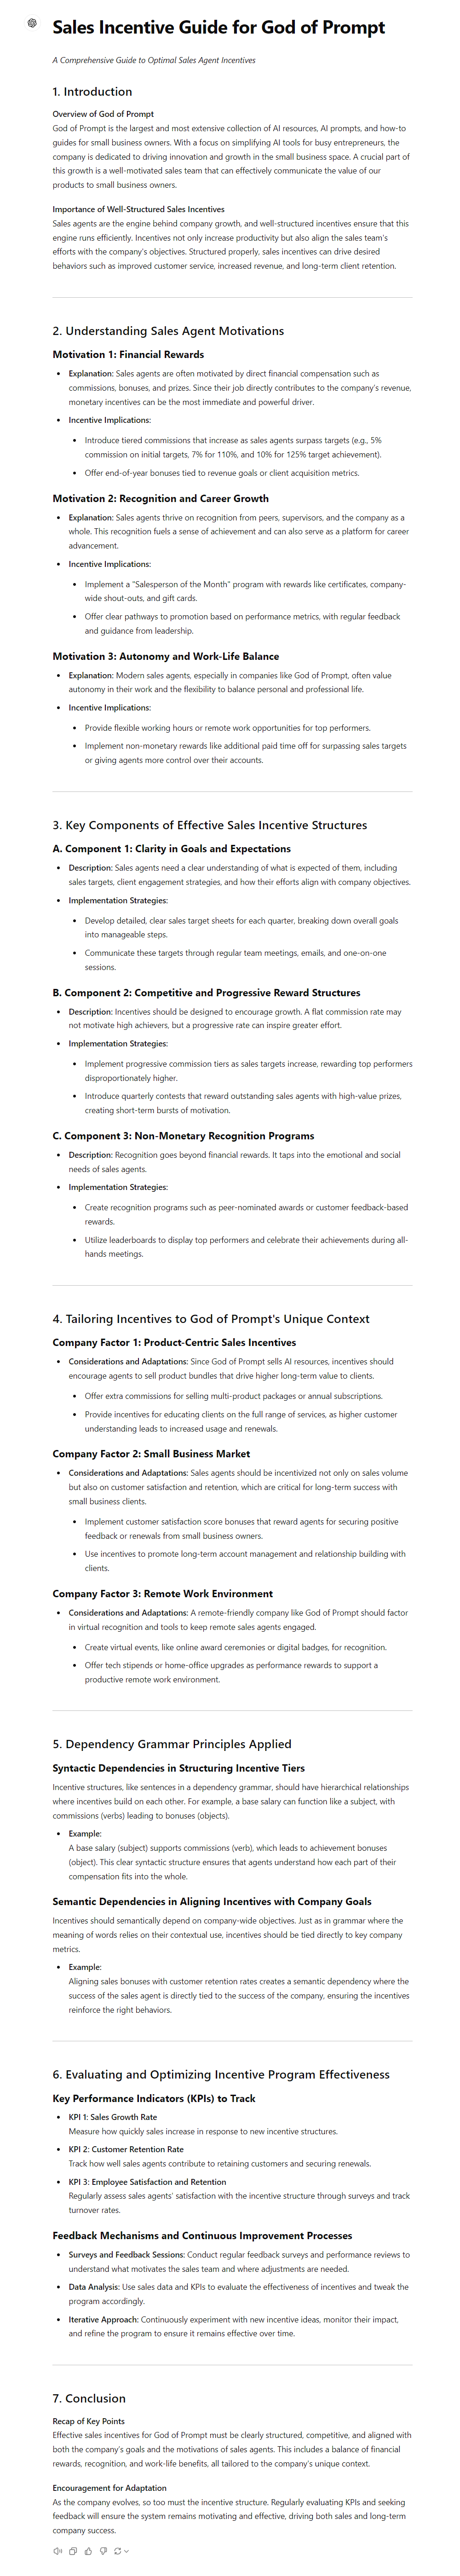 Sales Incentive Guide for God of Prompt
A Comprehensive Guide to Optimal Sales Agent Incentives
1. Introduction
Overview of God of Prompt
God of Prompt is the largest and most extensive collection of AI resources, AI prompts, and how-to
guides for small business owners. With a focus on simplifying AI tools for busy entrepreneurs, the
company is dedicated to driving innovation and growth in the small business space. A crucial part of
this growth is a well-motivated sales team that can effectively communicate the value of our
products to small business owners.
Importance of Well-Structured Sales Incentives
Sales agents are the engine behind company growth, and well-structured incentives ensure that this
engine runs efficiently. Incentives not only increase productivity but also align the sales team's
efforts with the company's objectives. Structured properly, sales incentives can drive desired
behaviors such as improved customer service, increased revenue, and long-term client retention.
2. Understanding Sales Agent Motivations
Motivation 1: Financial Rewards
• Explanation: Sales agents are often motivated by direct financial compensation such as
commissions, bonuses, and prizes. Since their job directly contributes to the company's revenue,
monetary incentives can be the most immediate and powerful driver.
• Incentive Implications:
• Introduce tiered commissions that increase as sales agents surpass targets (e.g., 5%
commission on initial targets, 7% for 110%, and 10% for 125% target achievement).
• Offer end-of-year bonuses tied to revenue goals or client acquisition metrics.
Motivation 2: Recognition and Career Growth
• Explanation: Sales agents thrive on recognition from peers, supervisors, and the company as a
whole. This recognition fuels a sense of achievement and can also serve as a platform for career
advancement.
• Incentive Implications:
• Implement a "Salesperson of the Month" program with rewards like certificates, company-
wide shout-outs, and gift cards.
• Offer clear pathways to promotion based on performance metrics, with regular feedback
and guidance from leadership.
Motivation 3: Autonomy and Work-Life Balance
• Explanation: Modern sales agents, especially in companies like God of Prompt, often value
autonomy in their work and the flexibility to balance personal and professional life.
• Incentive Implications:
• Provide flexible working hours or remote work opportunities for top performers.
• Implement non-monetary rewards like additional paid time off for surpassing sales targets
or giving agents more control over their accounts.
3. Key Components of Effective Sales Incentive Structures
A. Component 1: Clarity in Goals and Expectations
• Description: Sales agents need a clear understanding of what is expected of them, including
sales targets, client engagement strategies, and how their efforts align with company objectives.
• Implementation Strategies:
• Develop detailed, clear sales target sheets for each quarter, breaking down overall goals
into manageable steps.
• Communicate these targets through regular team meetings, emails, and one-on-one
sessions.
B. Component 2: Competitive and Progressive Reward Structures
• Description: Incentives should be designed to encourage growth. A flat commission rate may
not motivate high achievers, but a progressive rate can inspire greater effort.
• Implementation Strategies:
• Implement progressive commission tiers as sales targets increase, rewarding top performers
disproportionately higher.
• Introduce quarterly contests that reward outstanding sales agents with high-value prizes,
creating short-term bursts of motivation.
C. Component 3: Non-Monetary Recognition Programs
• Description: Recognition goes beyond financial rewards. It taps into the emotional and social
needs of sales agents.
• Implementation Strategies:
• Create recognition programs such as peer-nominated awards or customer feedback-based
rewards.
• Utilize leaderboards to display top performers and celebrate their achievements during all-
hands meetings.
4. Tailoring Incentives to God of Prompt's Unique Context
Company Factor 1: Product-Centric Sales Incentives
• Considerations and Adaptations: Since God of Prompt sells AI resources, incentives should
encourage agents to sell product bundles that drive higher long-term value to clients.
• Offer extra commissions for selling multi-product packages or annual subscriptions.
• Provide incentives for educating clients on the full range of services, as higher customer
understanding leads to increased usage and renewals.
Company Factor 2: Small Business Market
• Considerations and Adaptations: Sales agents should be incentivized not only on sales volume
but also on customer satisfaction and retention, which are critical for long-term success with
small business clients.
• Implement customer satisfaction score bonuses that reward agents for securing positive
feedback or renewals from small business owners.
• Use incentives to promote long-term account management and relationship building with
clients.
Company Factor 3: Remote Work Environment
• Considerations and Adaptations: A remote-friendly company like God of Prompt should factor
in virtual recognition and tools to keep remote sales agents engaged.
• Create virtual events, like online award ceremonies or digital badges, for recognition.
• Offer tech stipends or home-office upgrades as performance rewards to support a
productive remote work environment.
5. Dependency Grammar Principles Applied
Syntactic Dependencies in Structuring Incentive Tiers
Incentive structures, like sentences in a dependency grammar, should have hierarchical relationships
where incentives build on each other. For example, a base salary can function like a subject, with
commissions (verbs) leading to bonuses (objects).
• Example:
A base salary (subject) supports commissions (verb), which leads to achievement bonuses
(object). This clear syntactic structure ensures that agents understand how each part of their
compensation fits into the whole.
Semantic Dependencies in Aligning Incentives with Company Goals
Incentives should semantically depend on company-wide objectives. Just as in grammar where the
meaning of words relies on their contextual use, incentives should be tied directly to key company
metrics.
• Example:
Aligning sales bonuses with customer retention rates creates a semantic dependency where the
success of the sales agent is directly tied to the success of the company, ensuring the incentives
reinforce the right behaviors.
6. Evaluating and Optimizing Incentive Program Effectiveness
Key Performance Indicators (KPIs) to Track
• KPI 1: Sales Growth Rate
Measure how quickly sales increase in response to new incentive structures.
• KPI 2: Customer Retention Rate
Track how well sales agents contribute to retaining customers and securing renewals.
• KPI 3: Employee Satisfaction and Retention
Regularly assess sales agents' satisfaction with the incentive structure through surveys and track
turnover rates.
Feedback Mechanisms and Continuous Improvement Processes
• Surveys and Feedback Sessions: Conduct regular feedback surveys and performance reviews to
understand what motivates the sales team and where adjustments are needed.
• Data Analysis: Use sales data and KPIs to evaluate the effectiveness of incentives and tweak the
program accordingly.
• Iterative Approach: Continuously experiment with new incentive ideas, monitor their impact,
and refine the program to ensure it remains effective over time.
7. Conclusion
Recap of Key Points
Effective sales incentives for God of Prompt must be clearly structured, competitive, and aligned with
both the company's goals and the motivations of sales agents. This includes a balance of financial
rewards, recognition, and work-life benefits, all tailored to the company's unique context.
Encouragement for Adaptation
As the company evolves, so too must the incentive structure. Regularly evaluating KPIs and seeking
feedback will ensure the system remains motivating and effective, driving both sales and long-term
company success.